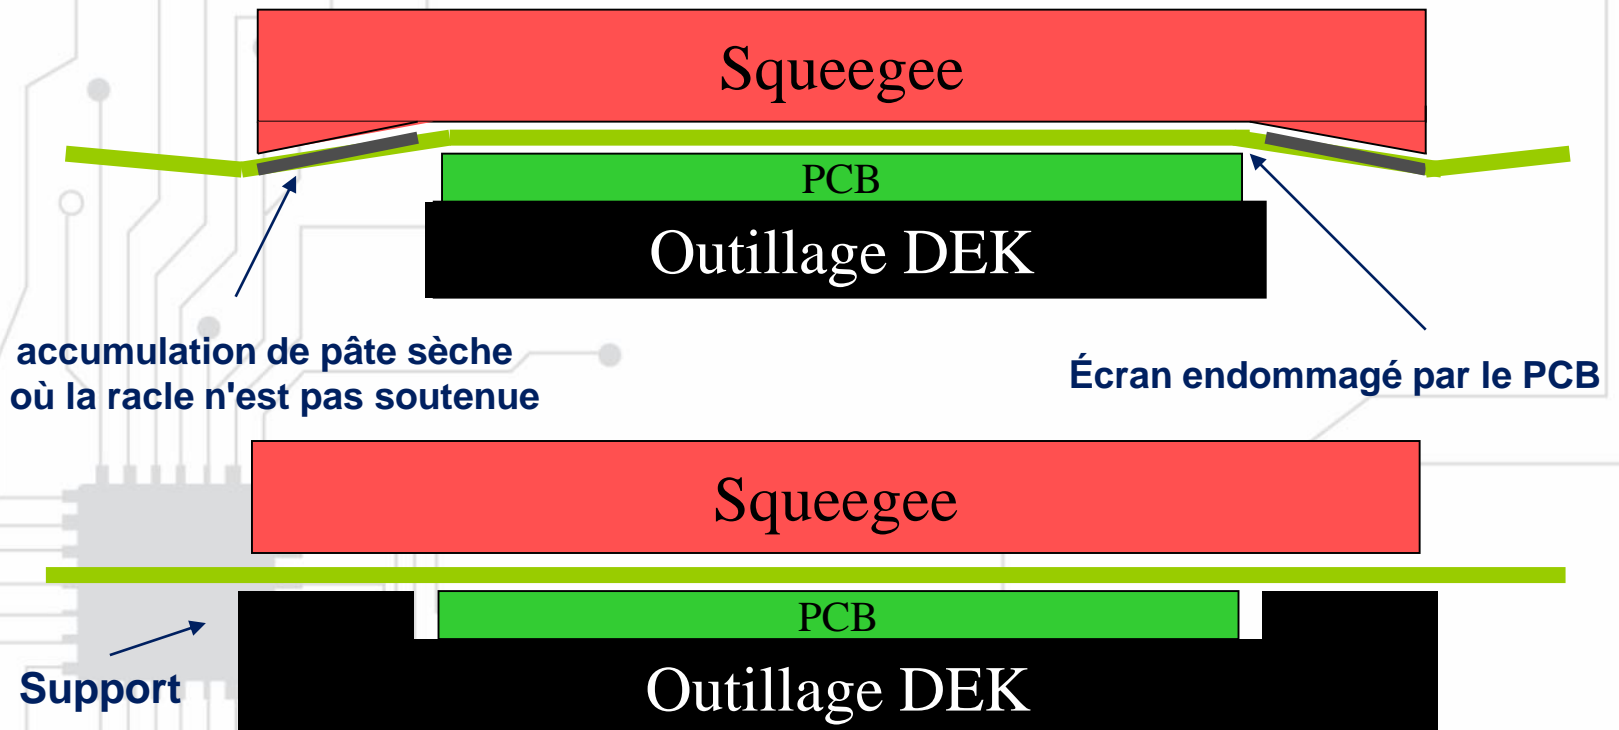 Squeegee
PCB
Outillage DEK
accumulation de pâte sèche
où la racle n'est pas soutenue
Écran endommagé par le PCB
Squeegee
PCB
Support
Outillage DEK